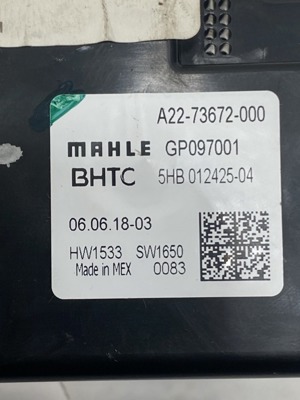 A22-73672-000
MAHLE GP097001
BHTC 5HB 012425-04
06.06.18-03
HW1533 SW1650
Made in MEX 0083